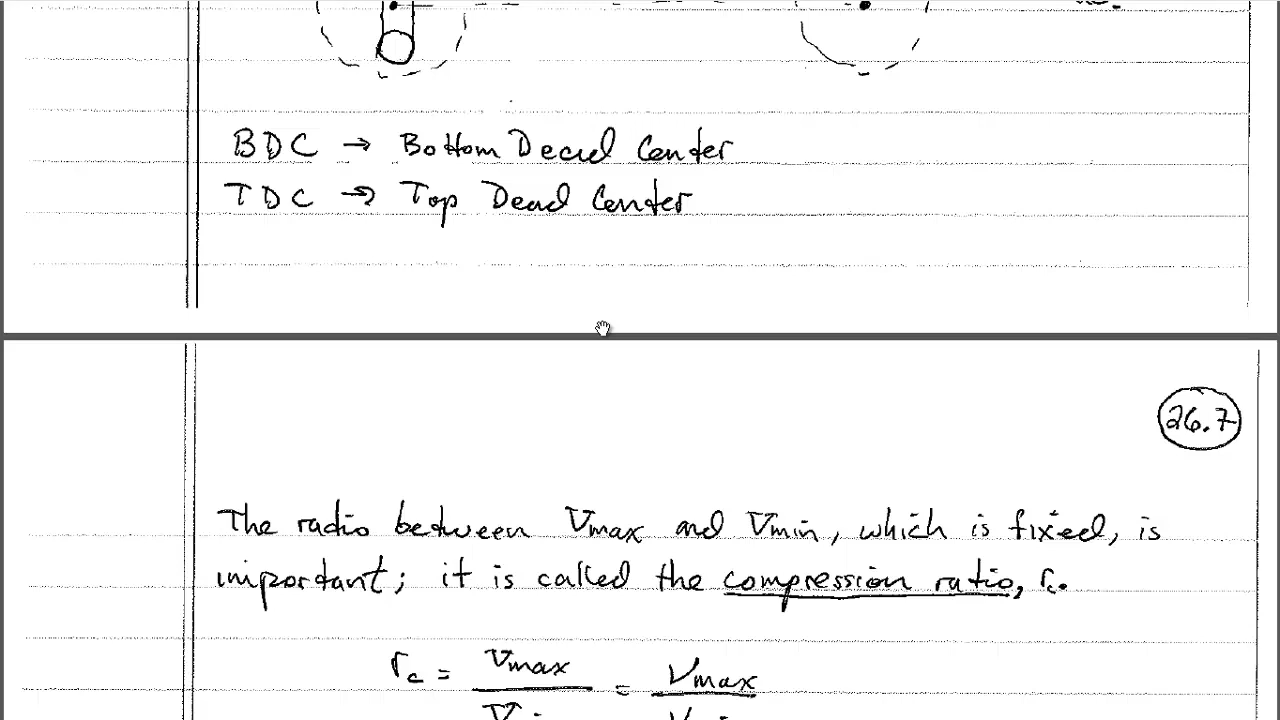 BDC → Bottom Dead Center
TDC → Top Dead Center
26.7
The ratio between Vmax and Vmin, which is fixed, is
important; it is called the compression ratio, rc.
rc = Vmax = Vmax